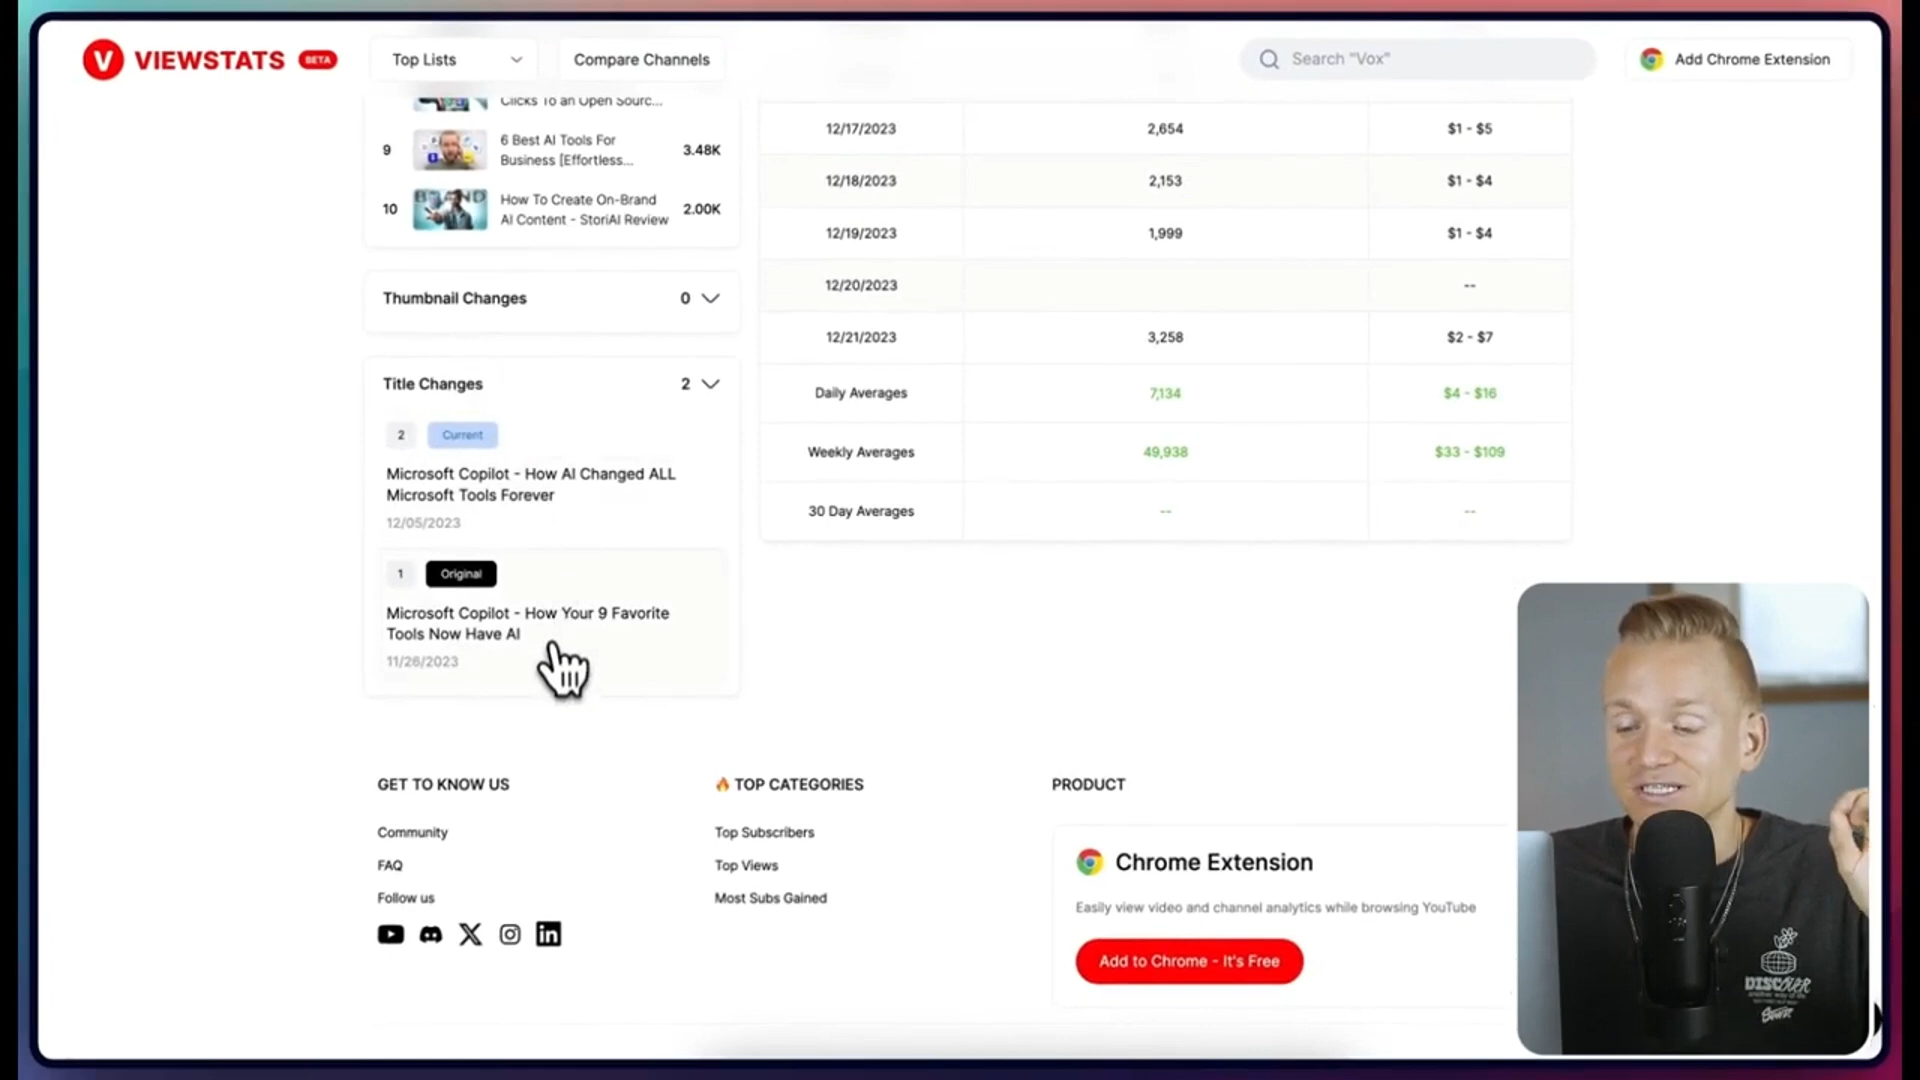 V VIEWSTATS BETA
Top Lists
Compare Channels
Search "Vox"
Add Chrome Extension
Clicks To an Open Sourc...
9
6 Best AI Tools For
Business [Effortless...
3.48K
10
How To Create On-Brand
AI Content - StoriAI Review
2.00K
Thumbnail Changes 0
Title Changes 2
2 Current
Microsoft Copilot - How AI Changed ALL
Microsoft Tools Forever
12/05/2023
1 Original
Microsoft Copilot - How Your 9 Favorite
Tools Now Have AI
11/26/2023
12/17/2023 2,654 $1 - $5
12/18/2023 2,153 $1 - $4
12/19/2023 1,999 $1 - $4
12/20/2023 --
12/21/2023 3,258 $2 - $7
Daily Averages 7,134 $4 - $16
Weekly Averages 49,938 $33 - $109
30 Day Averages -- --
GET TO KNOW US
Community
FAQ
Follow us
🔥 TOP CATEGORIES
Top Subscribers
Top Views
Most Subs Gained
PRODUCT
Chrome Extension
Easily view video and channel analytics while browsing YouTube
Add to Chrome - It's Free
DISCOVER